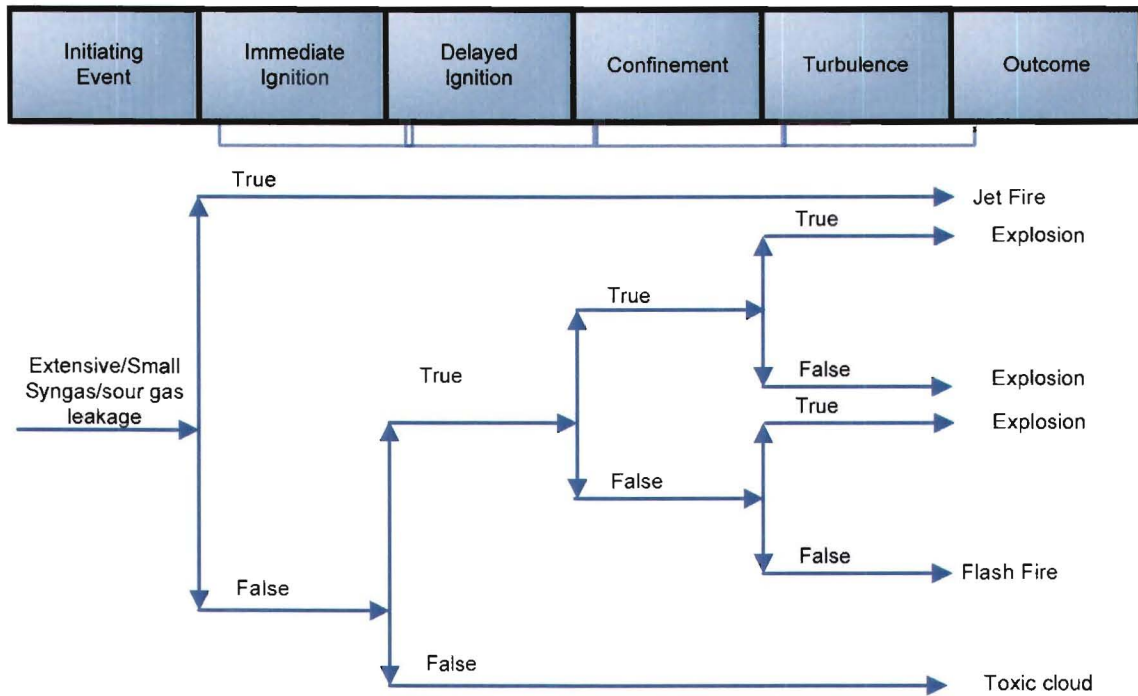 Initiating
Event
Immediate
Ignition
Delayed
Ignition
Confinement
Turbulence
Outcome
True
Jet Fire
True
Explosion
True
False
Explosion
Extensive/Small
Syngas/sour gas
leakage
True
True
Explosion
False
False
Flash Fire
False
False
Toxic cloud